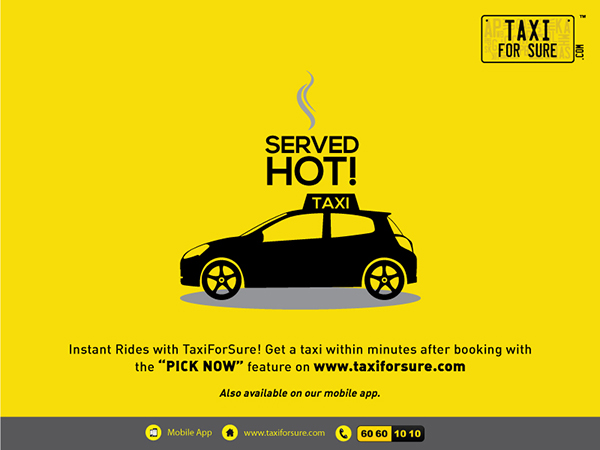 TAXI
FOR SURE
.COM
™
SERVED
HOT!
TAXI
Instant Rides with TaxiForSure! Get a taxi within minutes after booking with
the “PICK NOW” feature on www.taxiforsure.com
Also available on our mobile app.
Mobile App www.taxiforsure.com 60 60 10 10